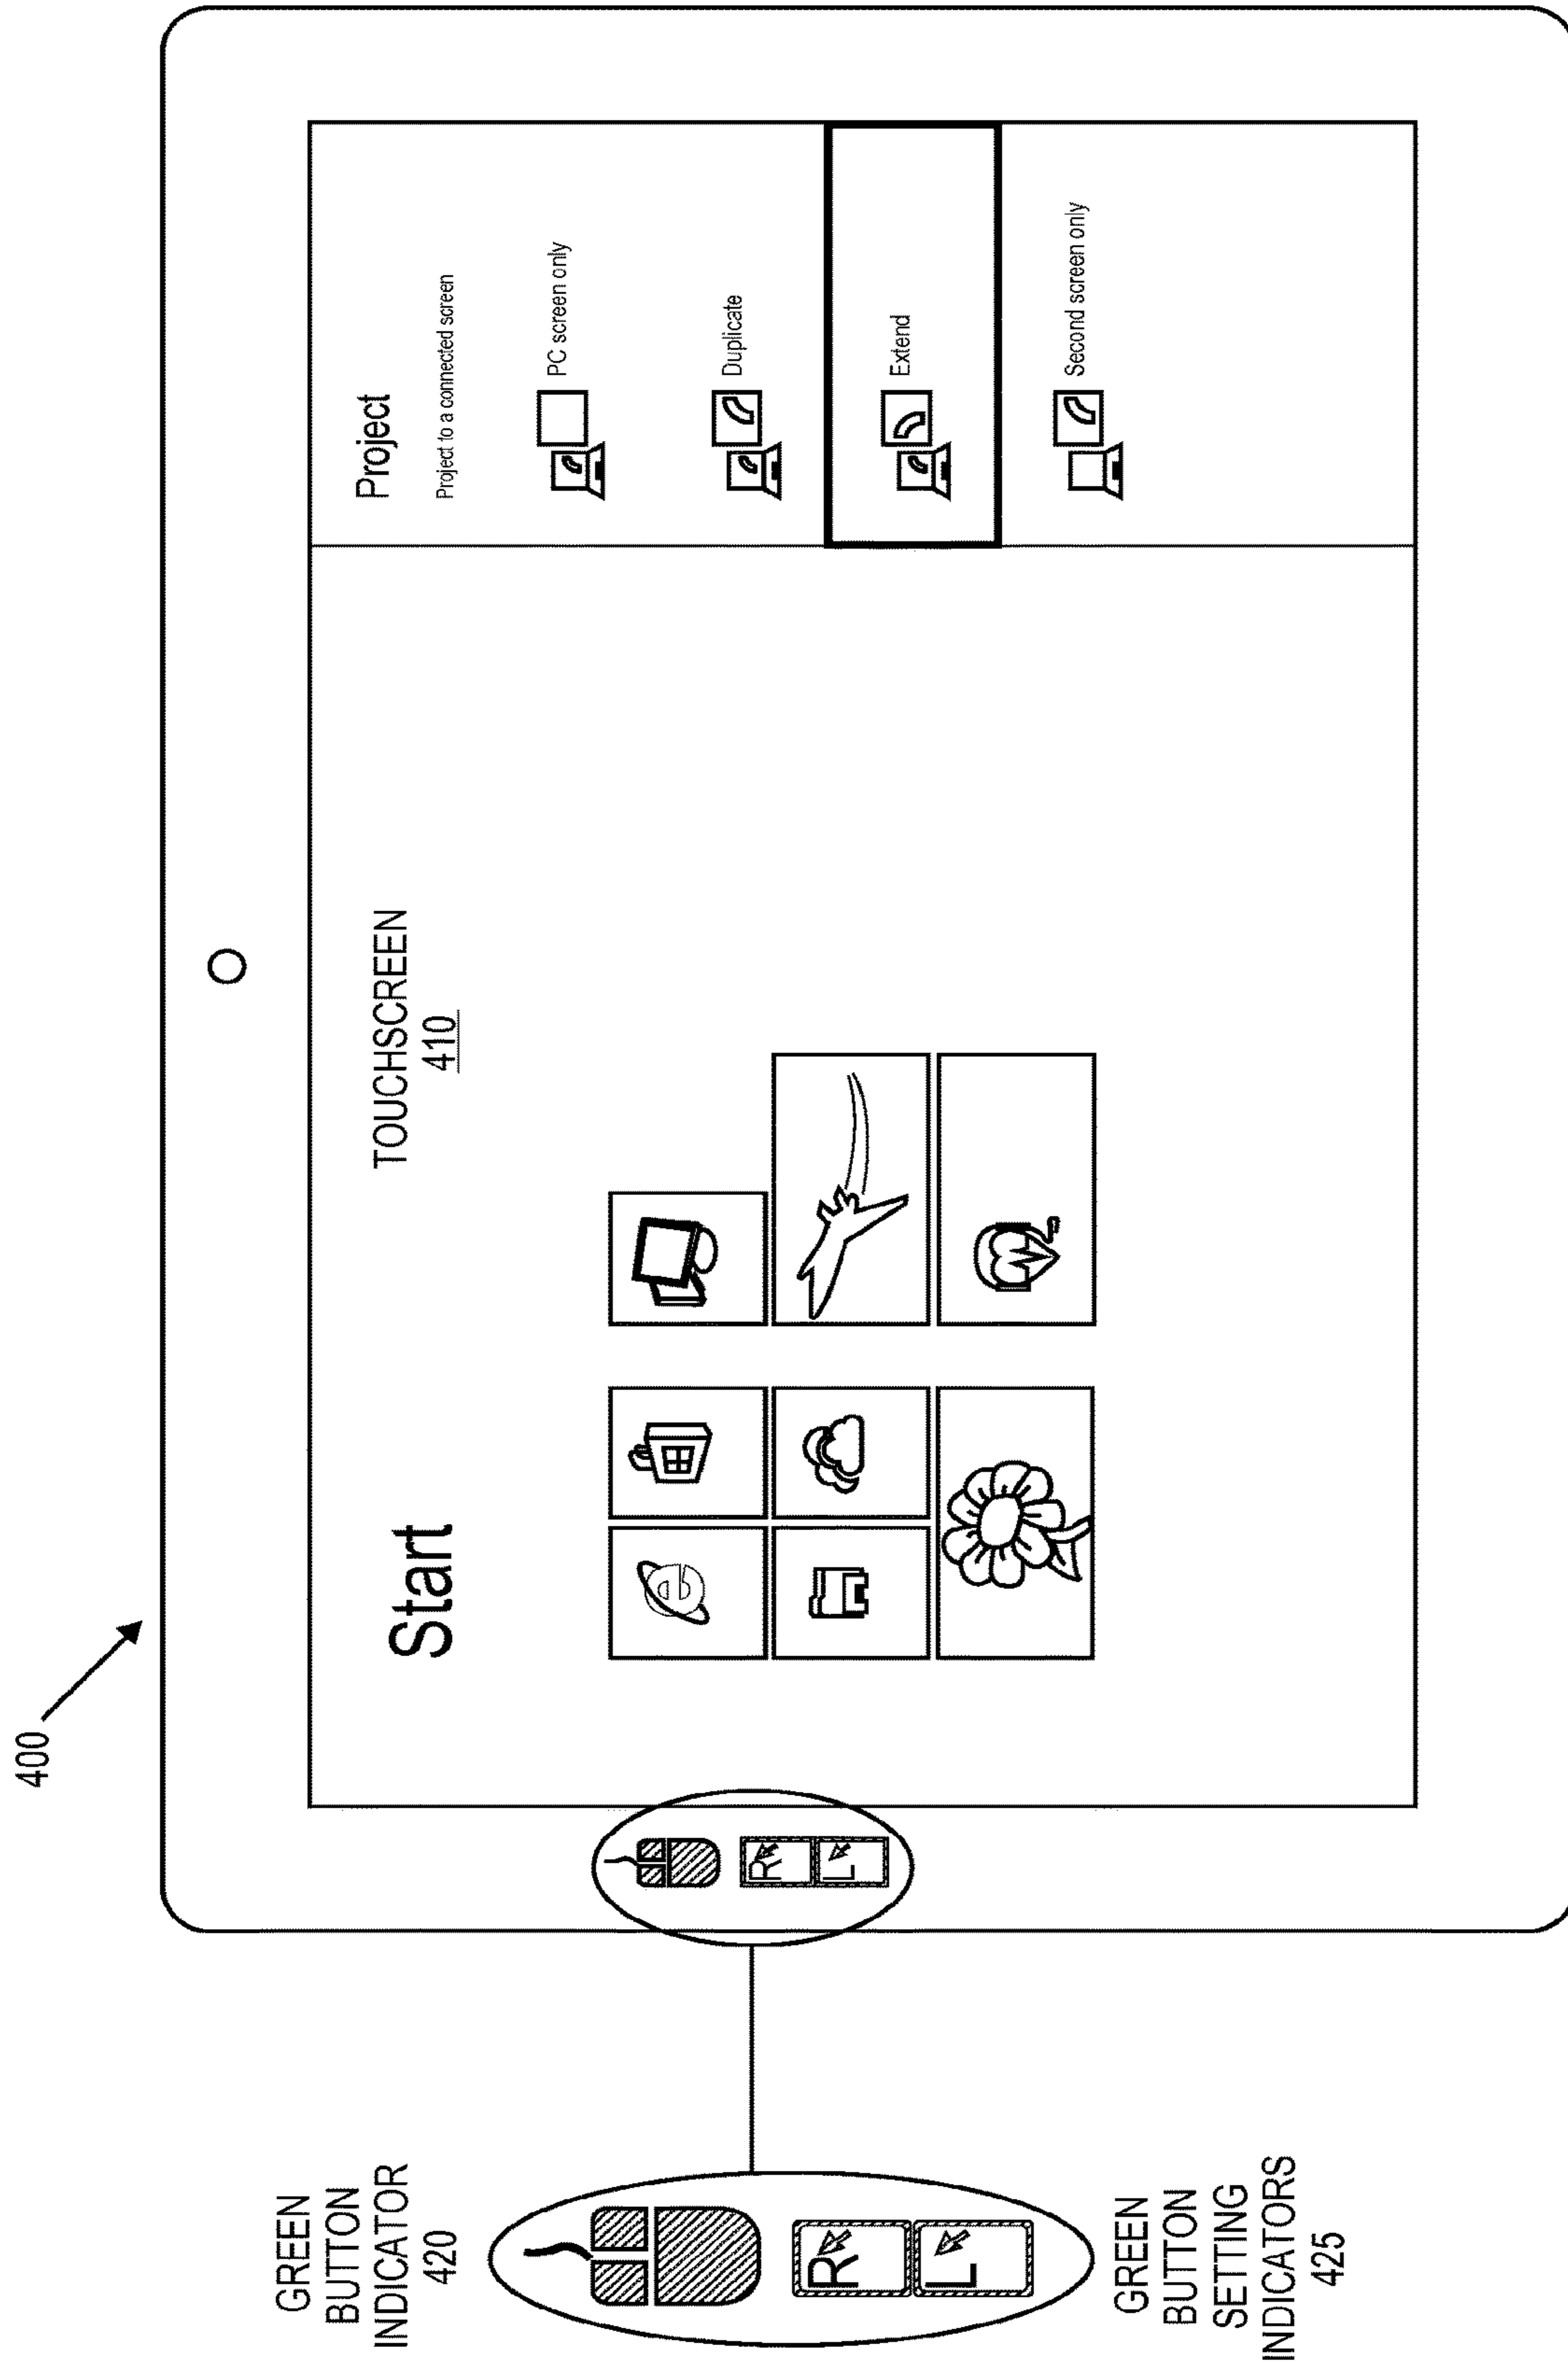 400
TOUCHSCREEN
410
Start
Project
Project to a connected screen
PC screen only
Duplicate
Extend
Second screen only
e
R
L
GREEN
BUTTON
INDICATOR
420
R
L
GREEN
BUTTON
SETTING
INDICATORS
425